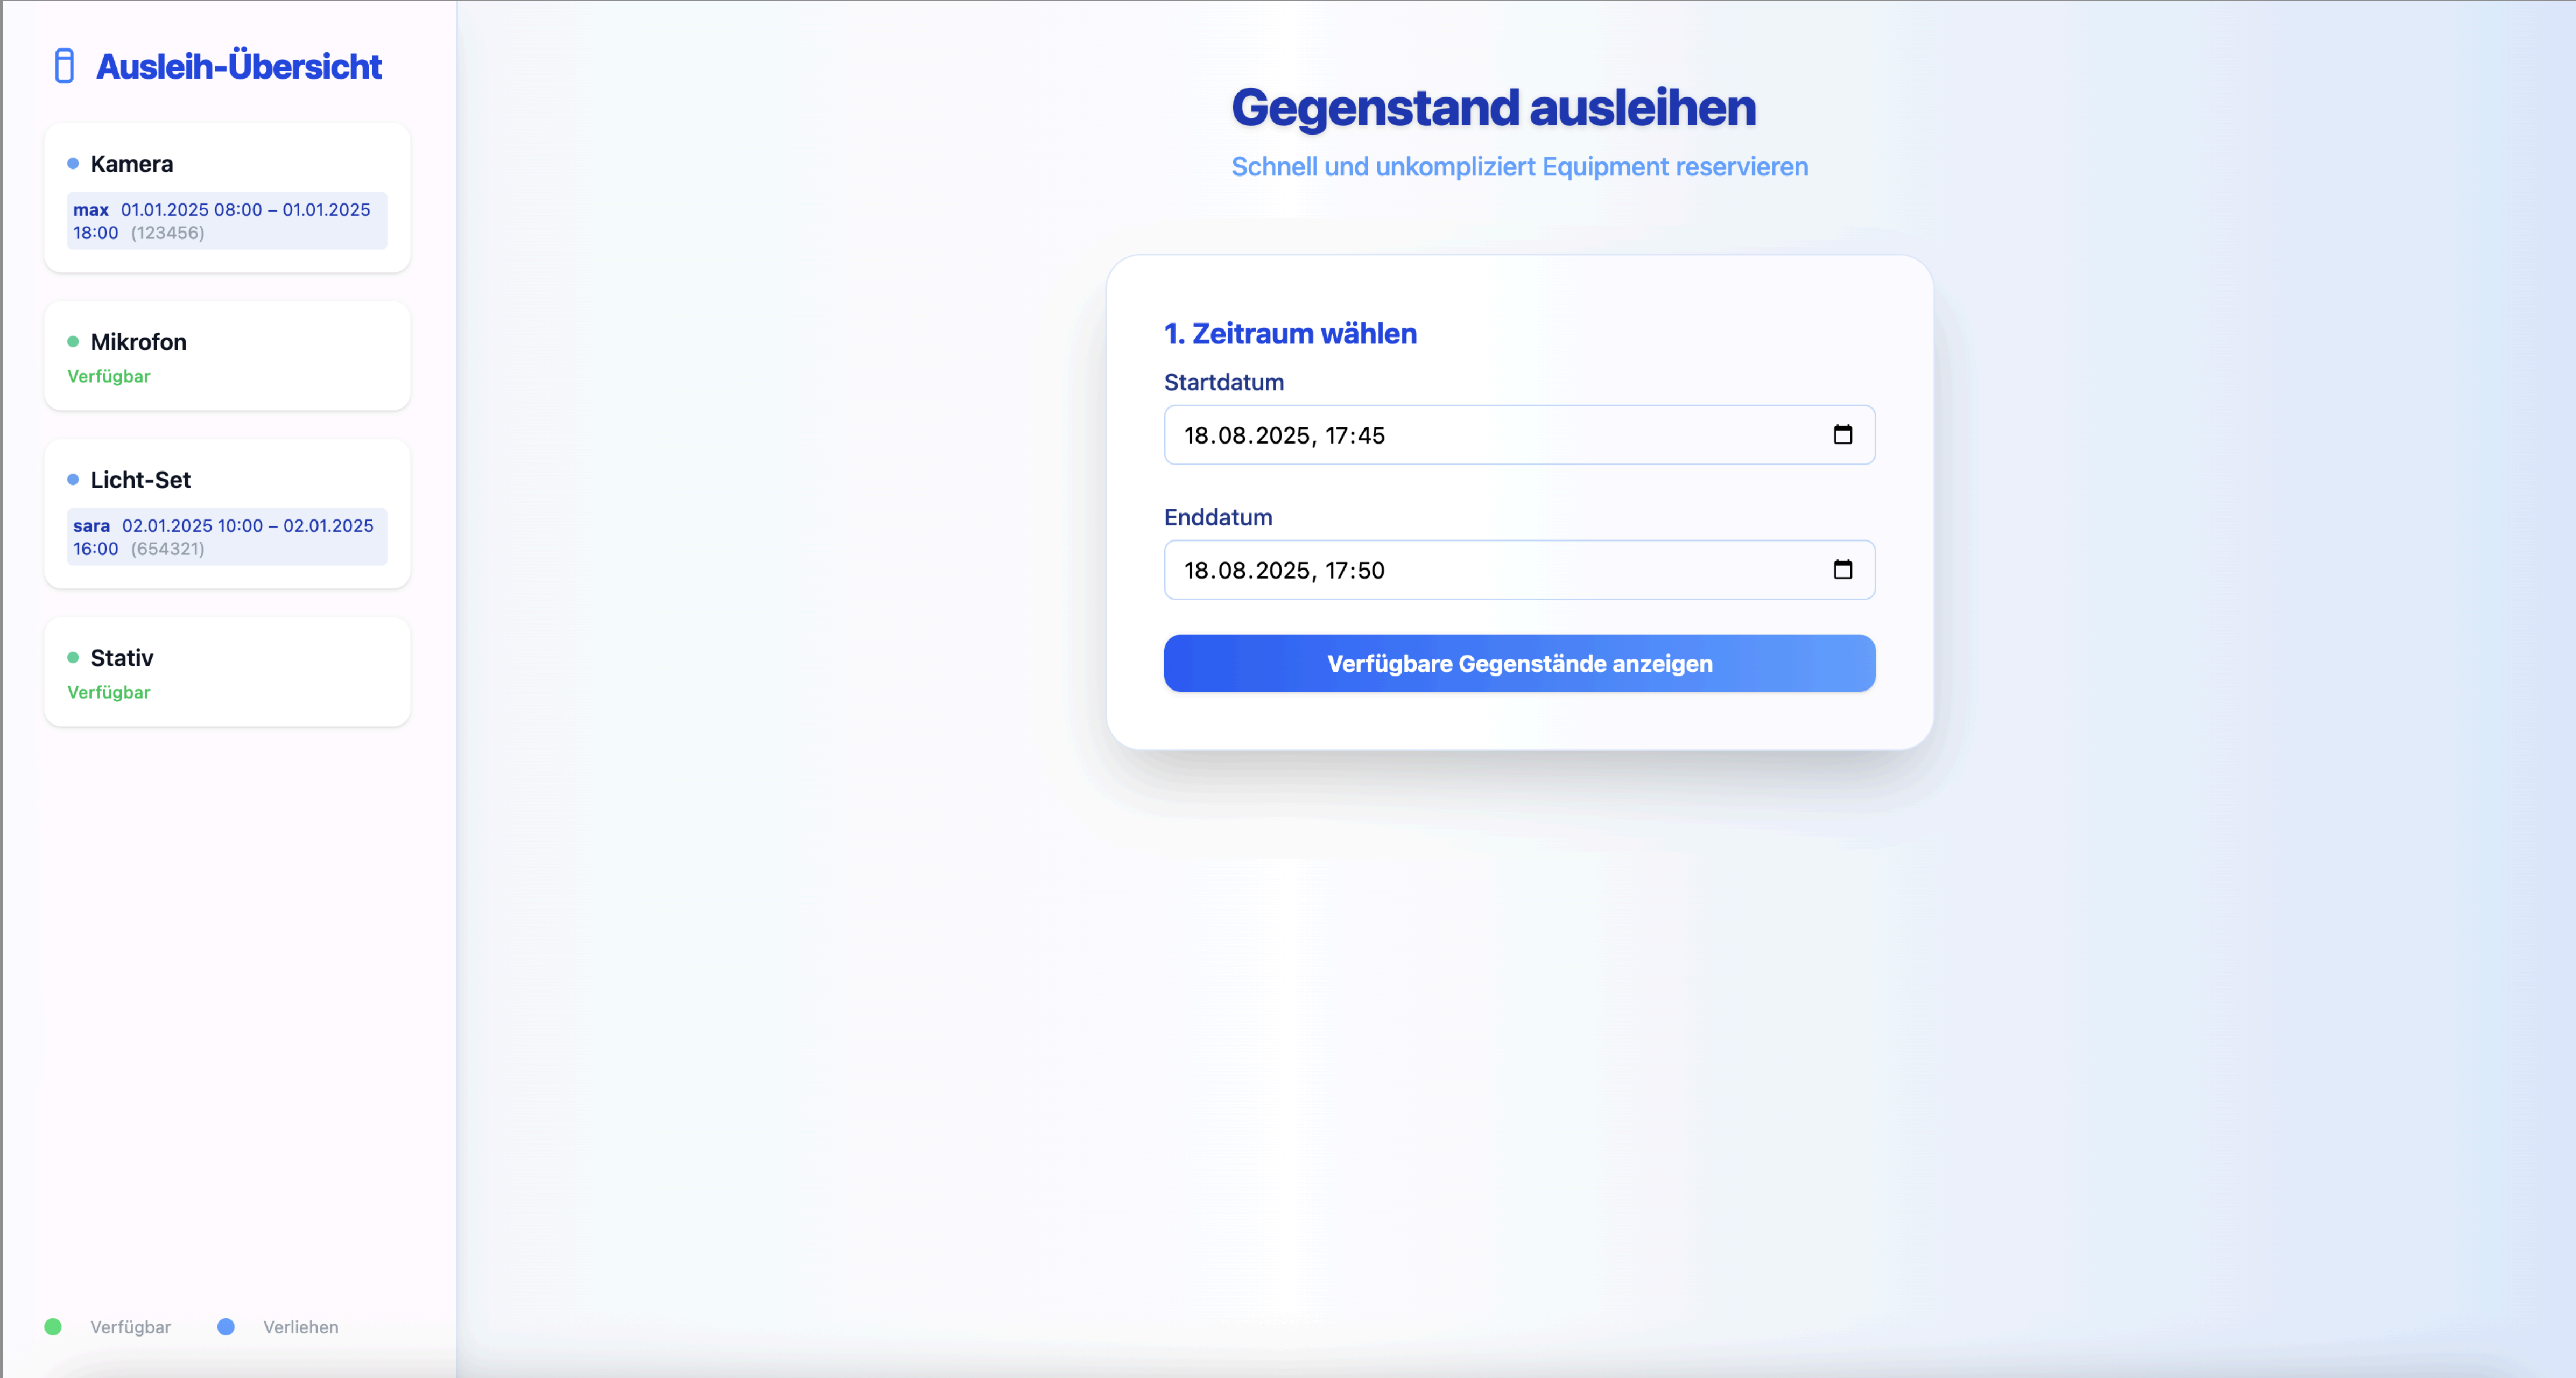 Ausleih-Übersicht
Kamera
max 01.01.2025 08:00 – 01.01.2025
18:00 (123456)
Mikrofon
Verfügbar
Licht-Set
sara 02.01.2025 10:00 – 02.01.2025
16:00 (654321)
Stativ
Verfügbar
Verfügbar Verliehen
Gegenstand ausleihen
Schnell und unkompliziert Equipment reservieren
1. Zeitraum wählen
Startdatum
18.08.2025, 17:45
Enddatum
18.08.2025, 17:50
Verfügbare Gegenstände anzeigen